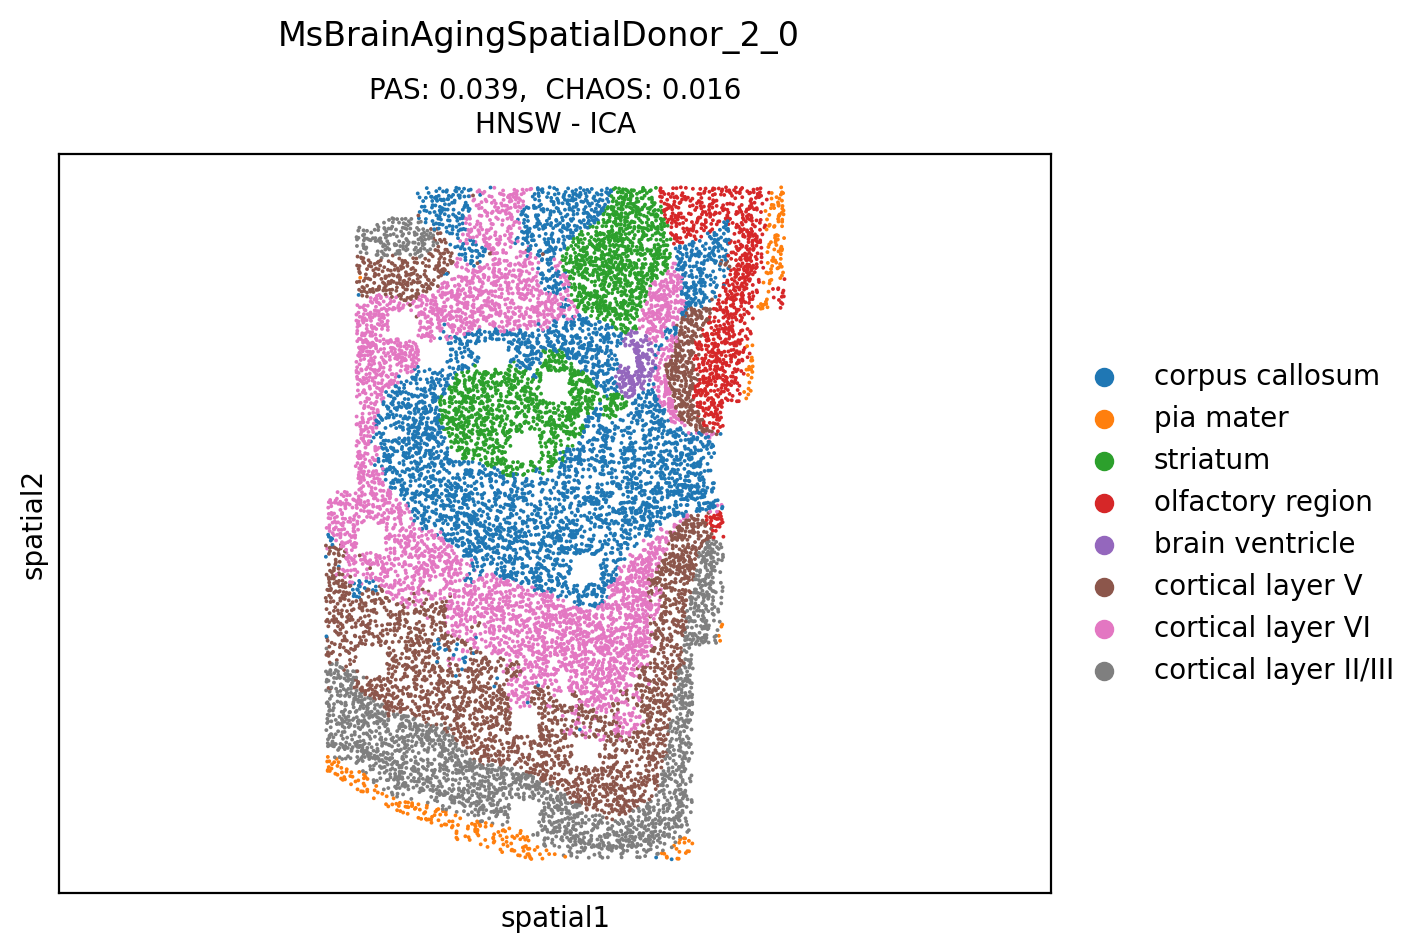 MsBrainAgingSpatialDonor_2_0
PAS: 0.039,  CHAOS: 0.016
HNSW - ICA
spatial2
spatial1
corpus callosum
pia mater
striatum
olfactory region
brain ventricle
cortical layer V
cortical layer VI
cortical layer II/III